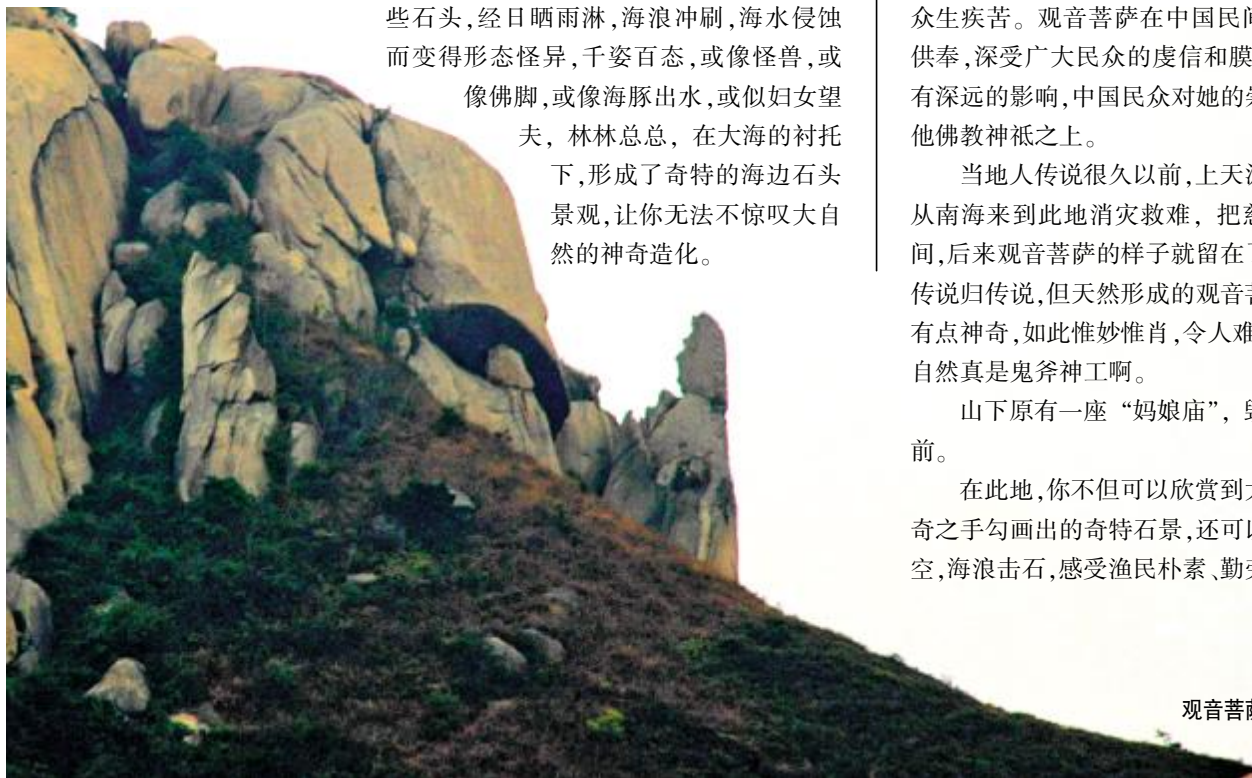 些石头,经日晒雨淋,海浪冲刷,海水侵蚀
而变得形态怪异,千姿百态,或像怪兽,或
像佛脚,或像海豚出水,或似妇女望
夫，林林总总，在大海的衬托
下,形成了奇特的海边石头
景观,让你无法不惊叹大自
然的神奇造化。
众生疾苦。观音菩萨在中国民间
供奉,深受广大民众的虔信和膜
有深远的影响,中国民众对她的崇
他佛教神祗之上。
当地人传说很久以前,上天派
从南海来到此地消灾救难，把慈
间,后来观音菩萨的样子就留在了
传说归传说,但天然形成的观音菩
有点神奇,如此惟妙惟肖,令人难
自然真是鬼斧神工啊。
山下原有一座“妈娘庙”，
前。
在此地,你不但可以欣赏到大
奇之手勾画出的奇特石景,还可以
空,海浪击石,感受渔民朴素、勤劳
观音菩萨